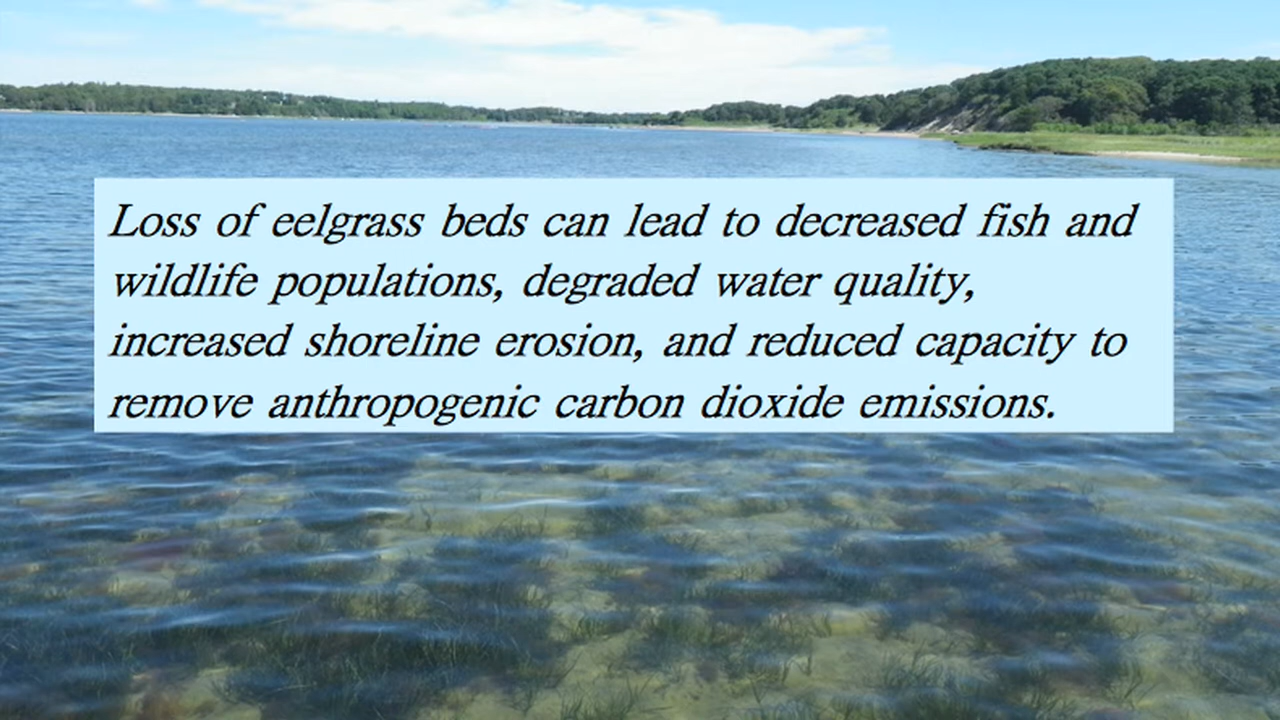 Loss of eelgrass beds can lead to decreased fish and
wildlife populations, degraded water quality,
increased shoreline erosion, and reduced capacity to
remove anthropogenic carbon dioxide emissions.